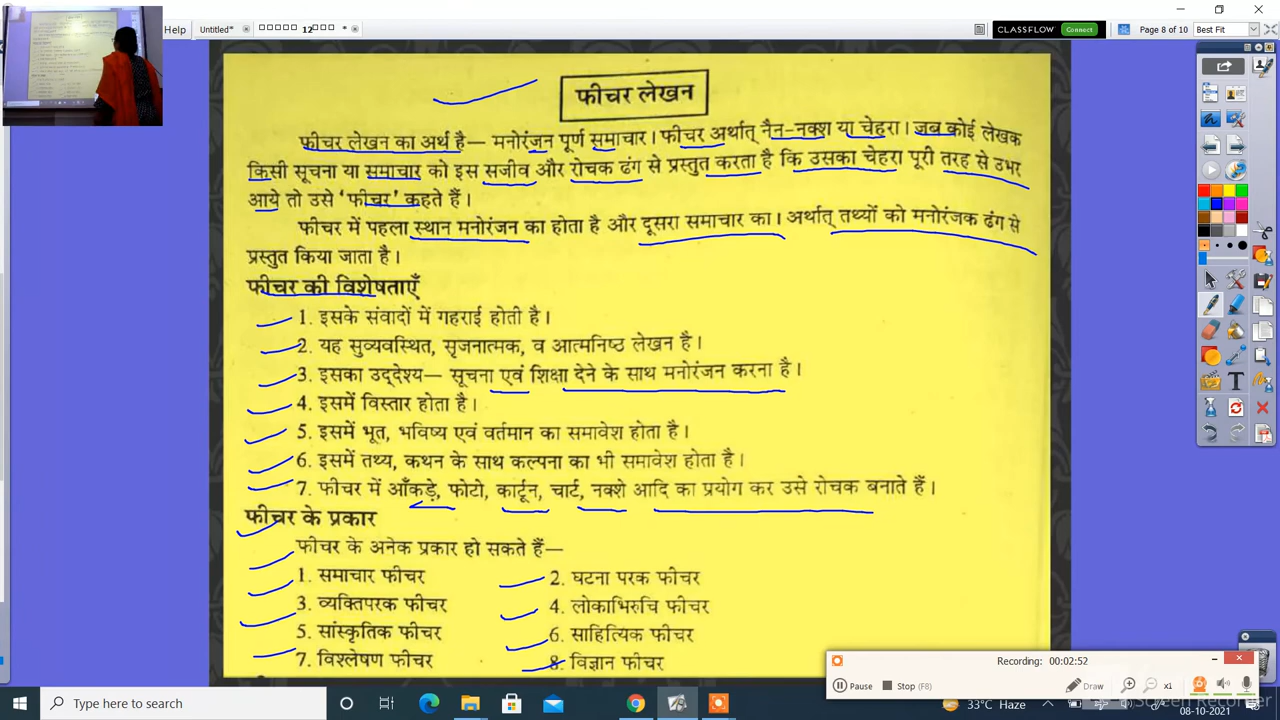 Help
Untitled*
12 *
CLASSFLOW Connect
Page 8 of 10 Best Fit
फीचर लेखन
फीचर लेखन का अर्थ है— मनोरंजन पूर्ण समाचार। फीचर अर्थात् नैन-नक्श या चेहरा। जब कोई लेखक
किसी सूचना या समाचार को इस सजीव और रोचक ढंग से प्रस्तुत करता है कि उसका चेहरा पूरी तरह से उभर
आये तो उसे 'फीचर' कहते हैं।
फीचर में पहला स्थान मनोरंजन का होता है और दूसरा समाचार का। अर्थात् तथ्यों को मनोरंजक ढंग से
प्रस्तुत किया जाता है।
फीचर की विशेषताएँ
1. इसके संवादों में गहराई होती है।
2. यह सुव्यवस्थित, सृजनात्मक, व आत्मनिष्ठ लेखन है।
3. इसका उद्देश्य— सूचना एवं शिक्षा देने के साथ मनोरंजन करना है।
4. इसमें विस्तार होता है।
5. इसमें भूत, भविष्य एवं वर्तमान का समावेश होता है।
6. इसमें तथ्य, कथन के साथ कल्पना का भी समावेश होता है।
7. फीचर में आँकड़े, फोटो, कार्टून, चार्ट, नक्शे आदि का प्रयोग कर उसे रोचक बनाते हैं।
फीचर के प्रकार
फीचर के अनेक प्रकार हो सकते हैं—
1. समाचार फीचर 2. घटना परक फीचर
3. व्यक्तिपरक फीचर 4. लोकाभिरुचि फीचर
5. सांस्कृतिक फीचर 6. साहित्यिक फीचर
7. विश्लेषण फीचर 8. विज्ञान फीचर
Recording: 00:02:52
Pause Stop (F8) Draw x1
Screen Recorder
Type here to search
33°C Haze
08-10-2021